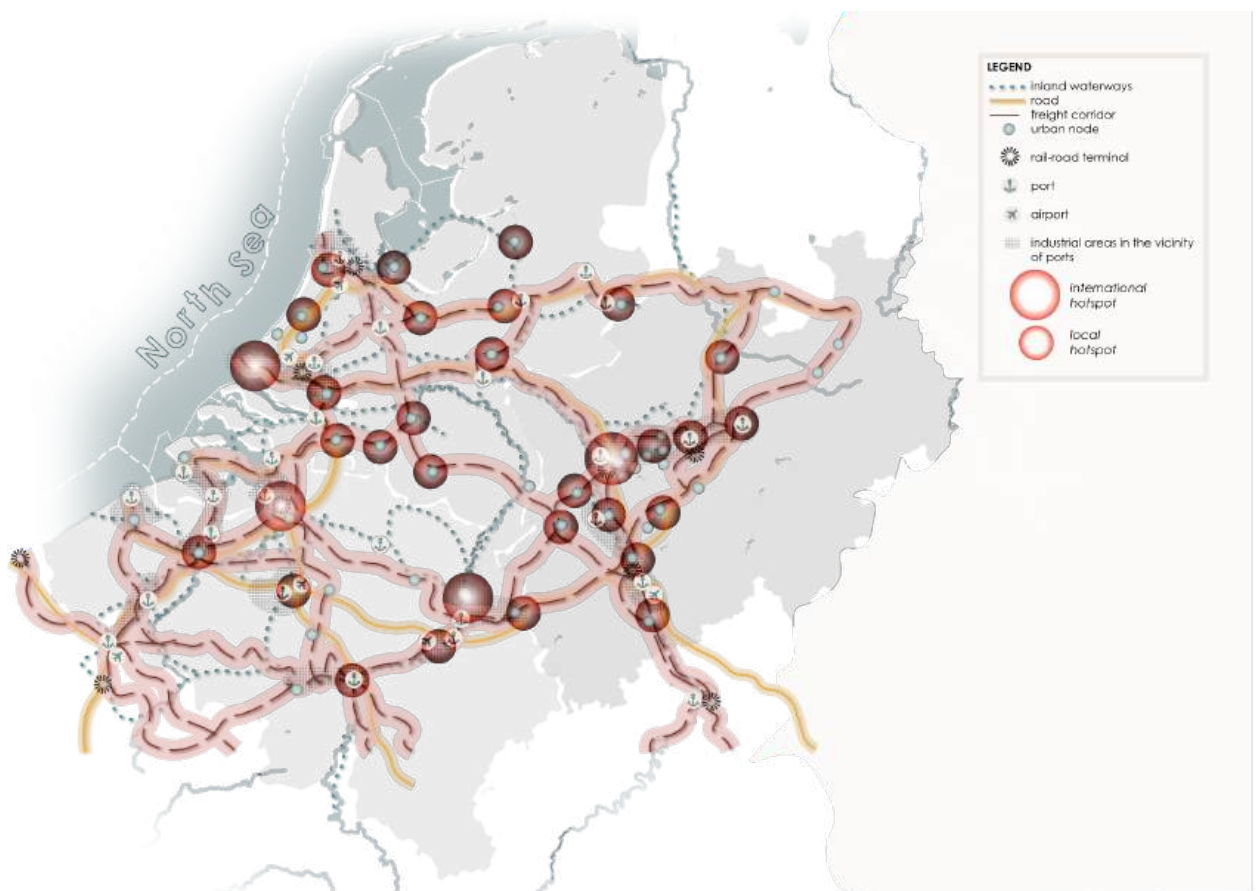 North Sea
LEGEND
inland waterways
road
freight corridor
urban node
rail-road terminal
port
airport
industrial areas in the vicinity
of ports
international
hotspot
local
hotspot